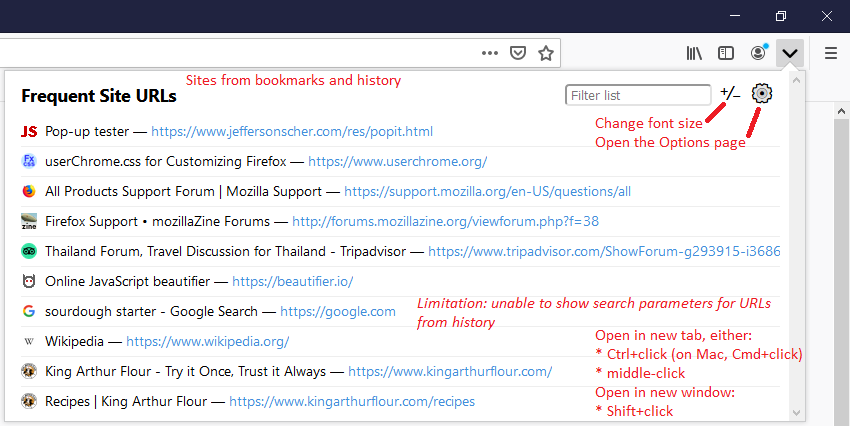 Sites from bookmarks and history
Frequent Site URLs
Filter list
+/−
Change font size
Open the Options page
JS Pop-up tester — https://www.jeffersonscher.com/res/popit.html
Fx CSS userChrome.css for Customizing Firefox — https://www.userchrome.org/
All Products Support Forum | Mozilla Support — https://support.mozilla.org/en-US/questions/all
zine Firefox Support • mozillaZine Forums — http://forums.mozillazine.org/viewforum.php?f=38
Thailand Forum, Travel Discussion for Thailand - Tripadvisor — https://www.tripadvisor.com/ShowForum-g293915-i3686
Online JavaScript beautifier — https://beautifier.io/
G sourdough starter - Google Search — https://google.com
Limitation: unable to show search parameters for URLs
from history
W Wikipedia — https://www.wikipedia.org/
Open in new tab, either:
* Ctrl+click (on Mac, Cmd+click)
* middle-click
King Arthur Flour - Try it Once, Trust it Always — https://www.kingarthurflour.com/
Open in new window:
* Shift+click
Recipes | King Arthur Flour — https://www.kingarthurflour.com/recipes